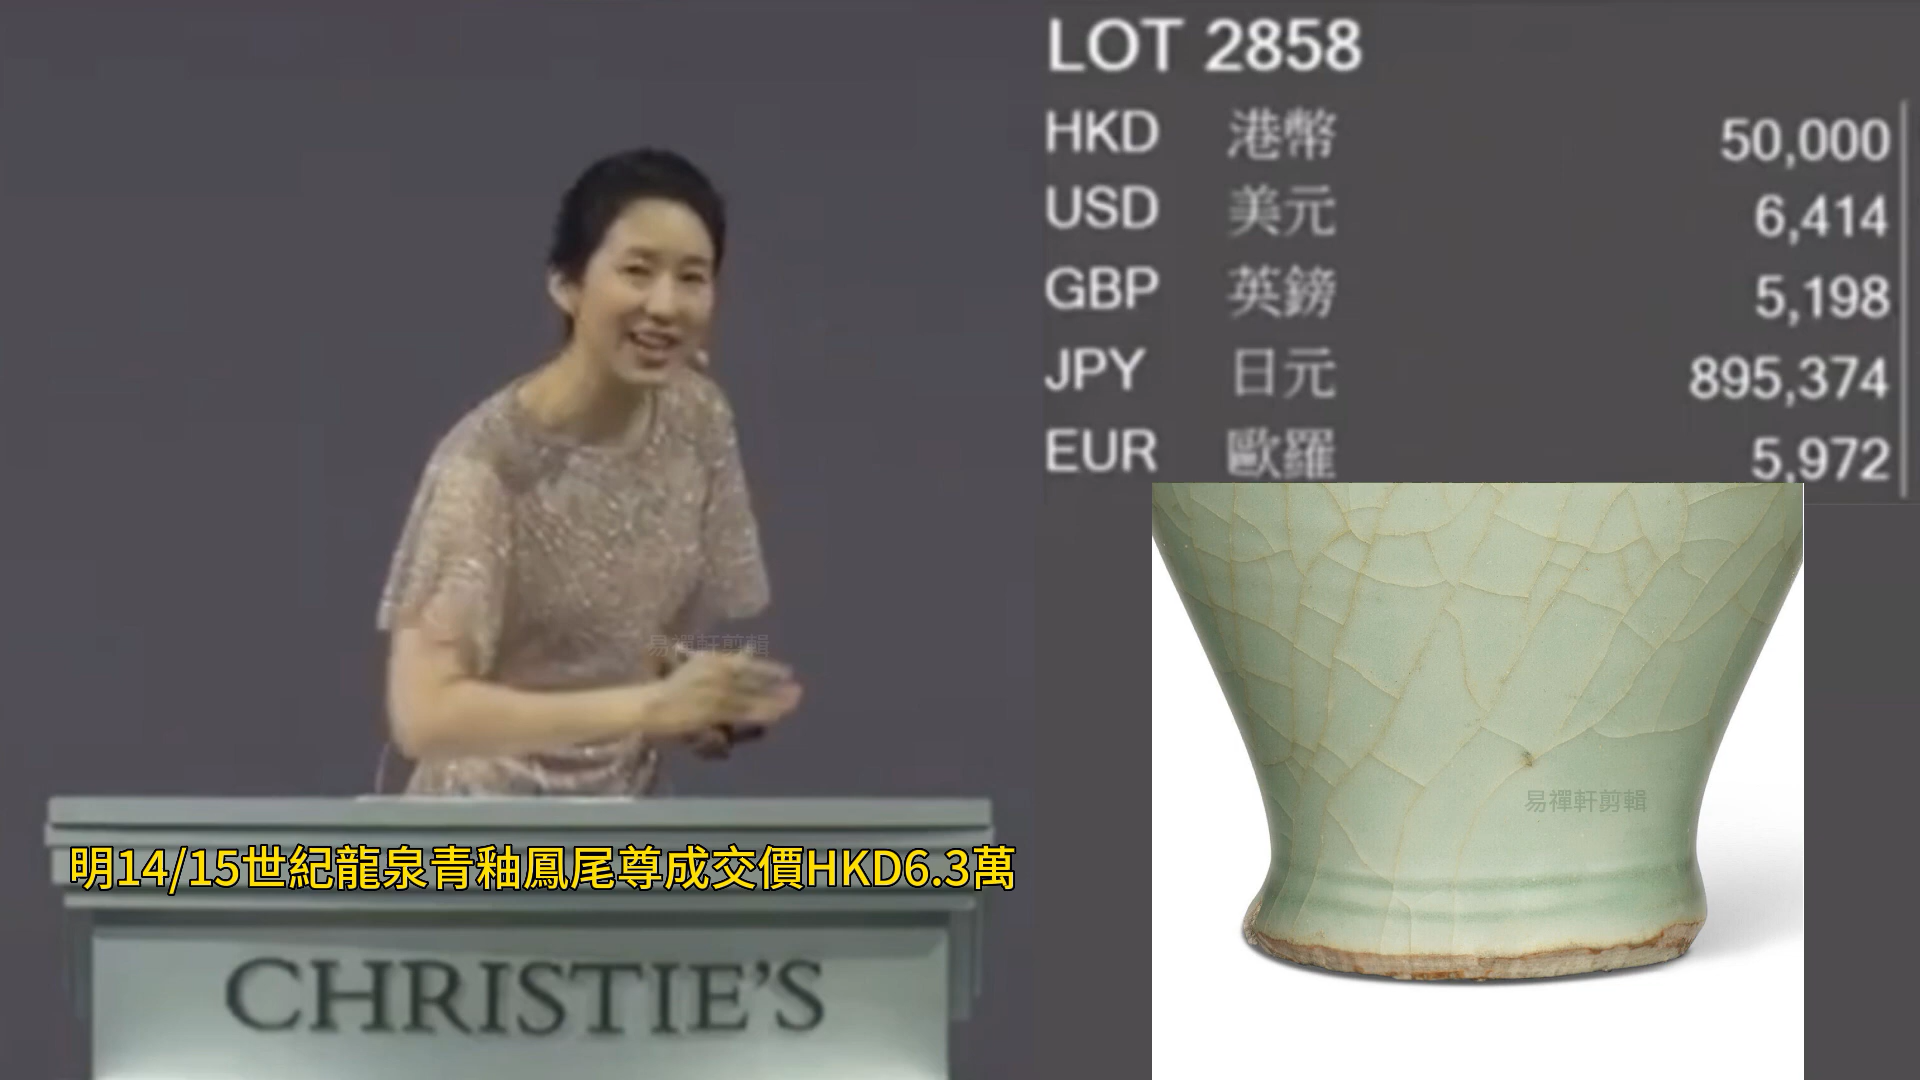 LOT 2858
HKD 港幣 50,000
USD 美元 6,414
GBP 英鎊 5,198
JPY 日元 895,374
EUR 歐羅 5,972
易禪軒剪輯
易禪軒剪輯
明14/15世紀龍泉青釉鳳尾尊成交價HKD6.3萬
CHRISTIE'S